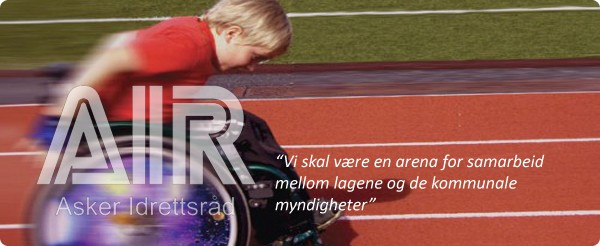 AIR
Asker Idrettsråd
“Vi skal være en arena for samarbeid
mellom lagene og de kommunale
myndigheter”